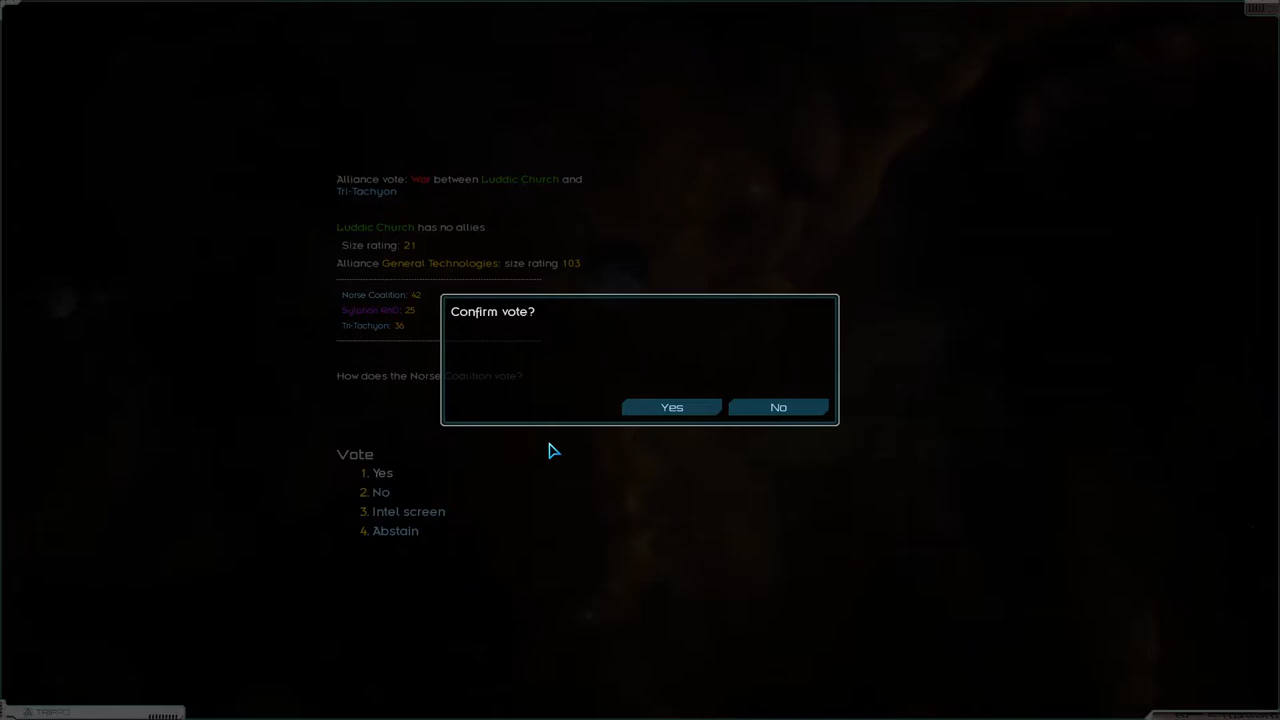 Alliance vote: War between Luddic Church and
Tri-Tachyon
Luddic Church has no allies
Size rating: 21
Alliance General Technologies: size rating 103
Norse Coalition: 42
Sylphon RnD: 25
Tri-Tachyon: 36
Confirm vote?
How does the Norse Coalition vote?
Yes
No
Vote
1. Yes
2. No
3. Intel screen
4. Abstain